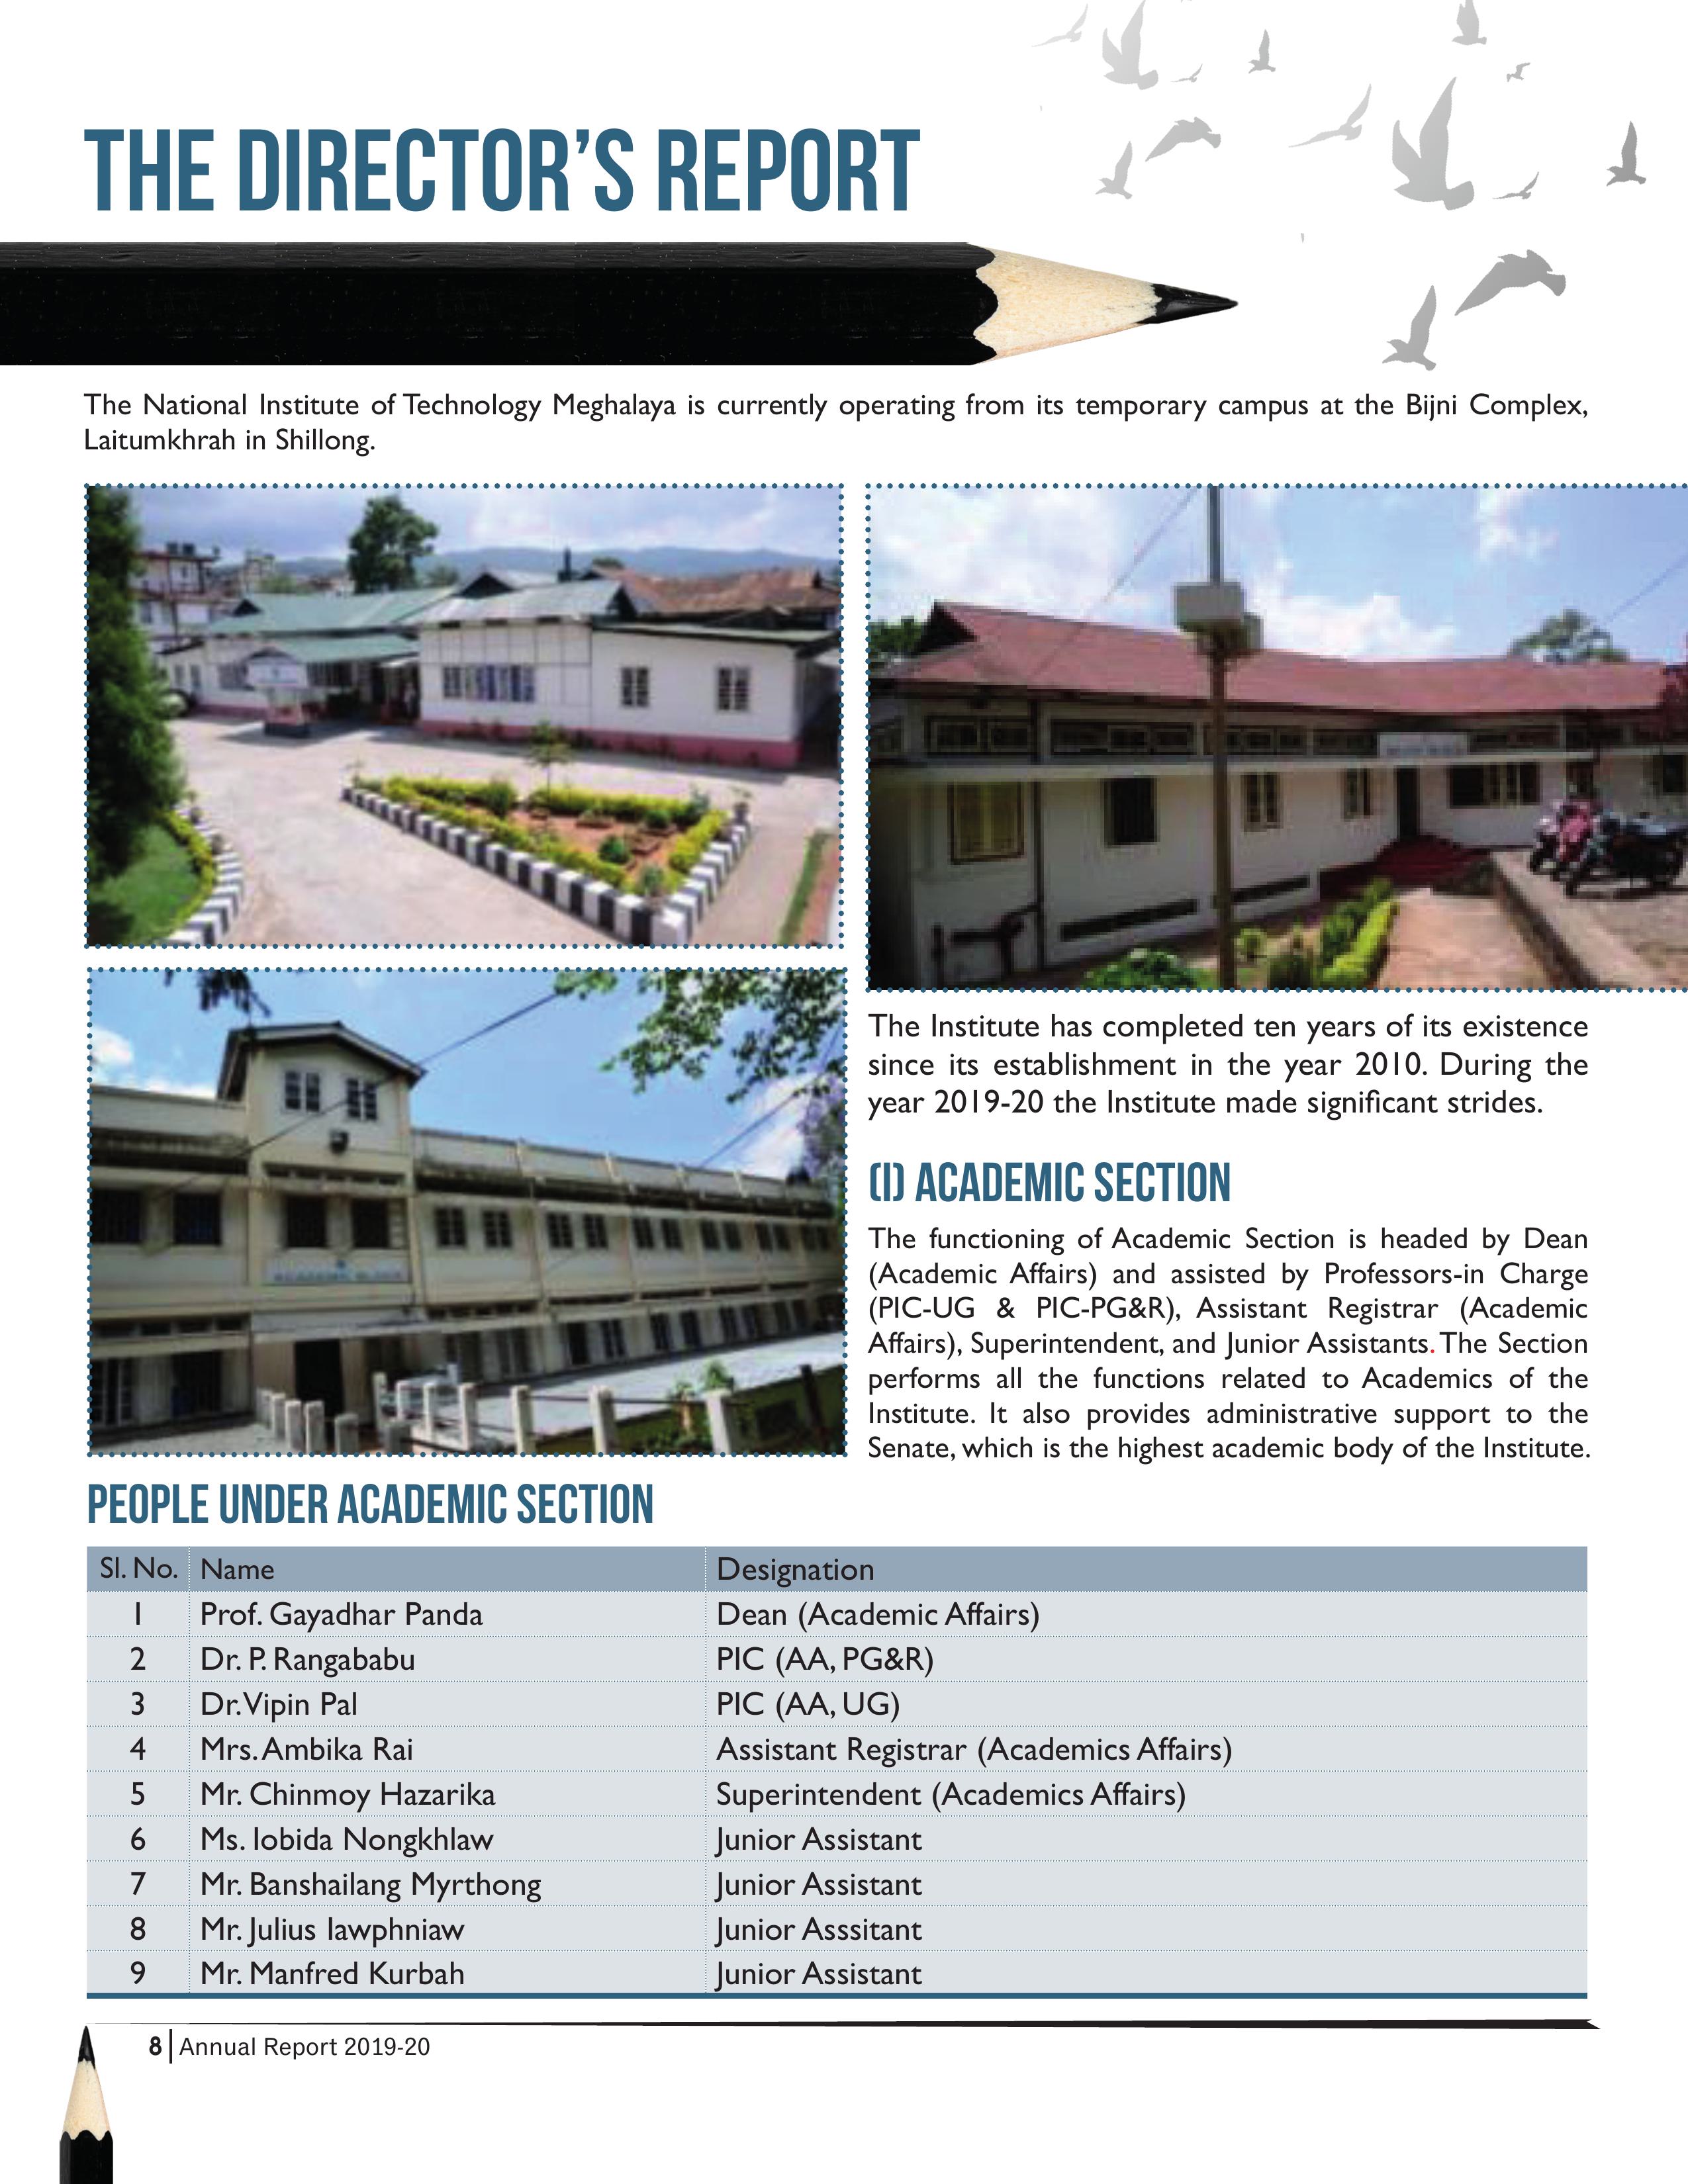 THE DIRECTOR'S REPORT
The National Institute of Technology Meghalaya is currently operating from its temporary campus at the Bijni Complex,
Laitumkhrah in Shillong.
The Institute has completed ten years of its existence
since its establishment in the year 2010. During the
year 2019-20 the Institute made significant strides.
(I) ACADEMIC SECTION
The functioning of Academic Section is headed by Dean
(Academic Affairs) and assisted by Professors-in Charge
(PIC-UG & PIC-PG&R), Assistant Registrar (Academic
Affairs), Superintendent, and Junior Assistants. The Section
performs all the functions related to Academics of the
Institute. It also provides administrative support to the
Senate, which is the highest academic body of the Institute.
PEOPLE UNDER ACADEMIC SECTION
Sl. No. Name Designation
1 Prof. Gayadhar Panda Dean (Academic Affairs)
2 Dr. P. Rangababu PIC (AA, PG&R)
3 Dr. Vipin Pal PIC (AA, UG)
4 Mrs. Ambika Rai Assistant Registrar (Academics Affairs)
5 Mr. Chinmoy Hazarika Superintendent (Academics Affairs)
6 Ms. Iobida Nongkhlaw Junior Assistant
7 Mr. Banshailang Myrthong Junior Assistant
8 Mr. Julius Iawphniaw Junior Asssitant
9 Mr. Manfred Kurbah Junior Assistant
8 Annual Report 2019-20